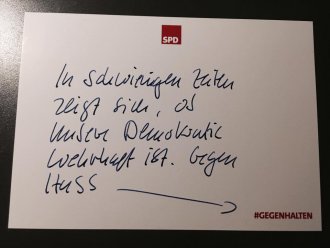 SPD
In schwierigen Zeiten
zeigt sich, ob
unsere Demokratie
wehrhaft ist. Gegen
Hass
#GEGENHALTEN